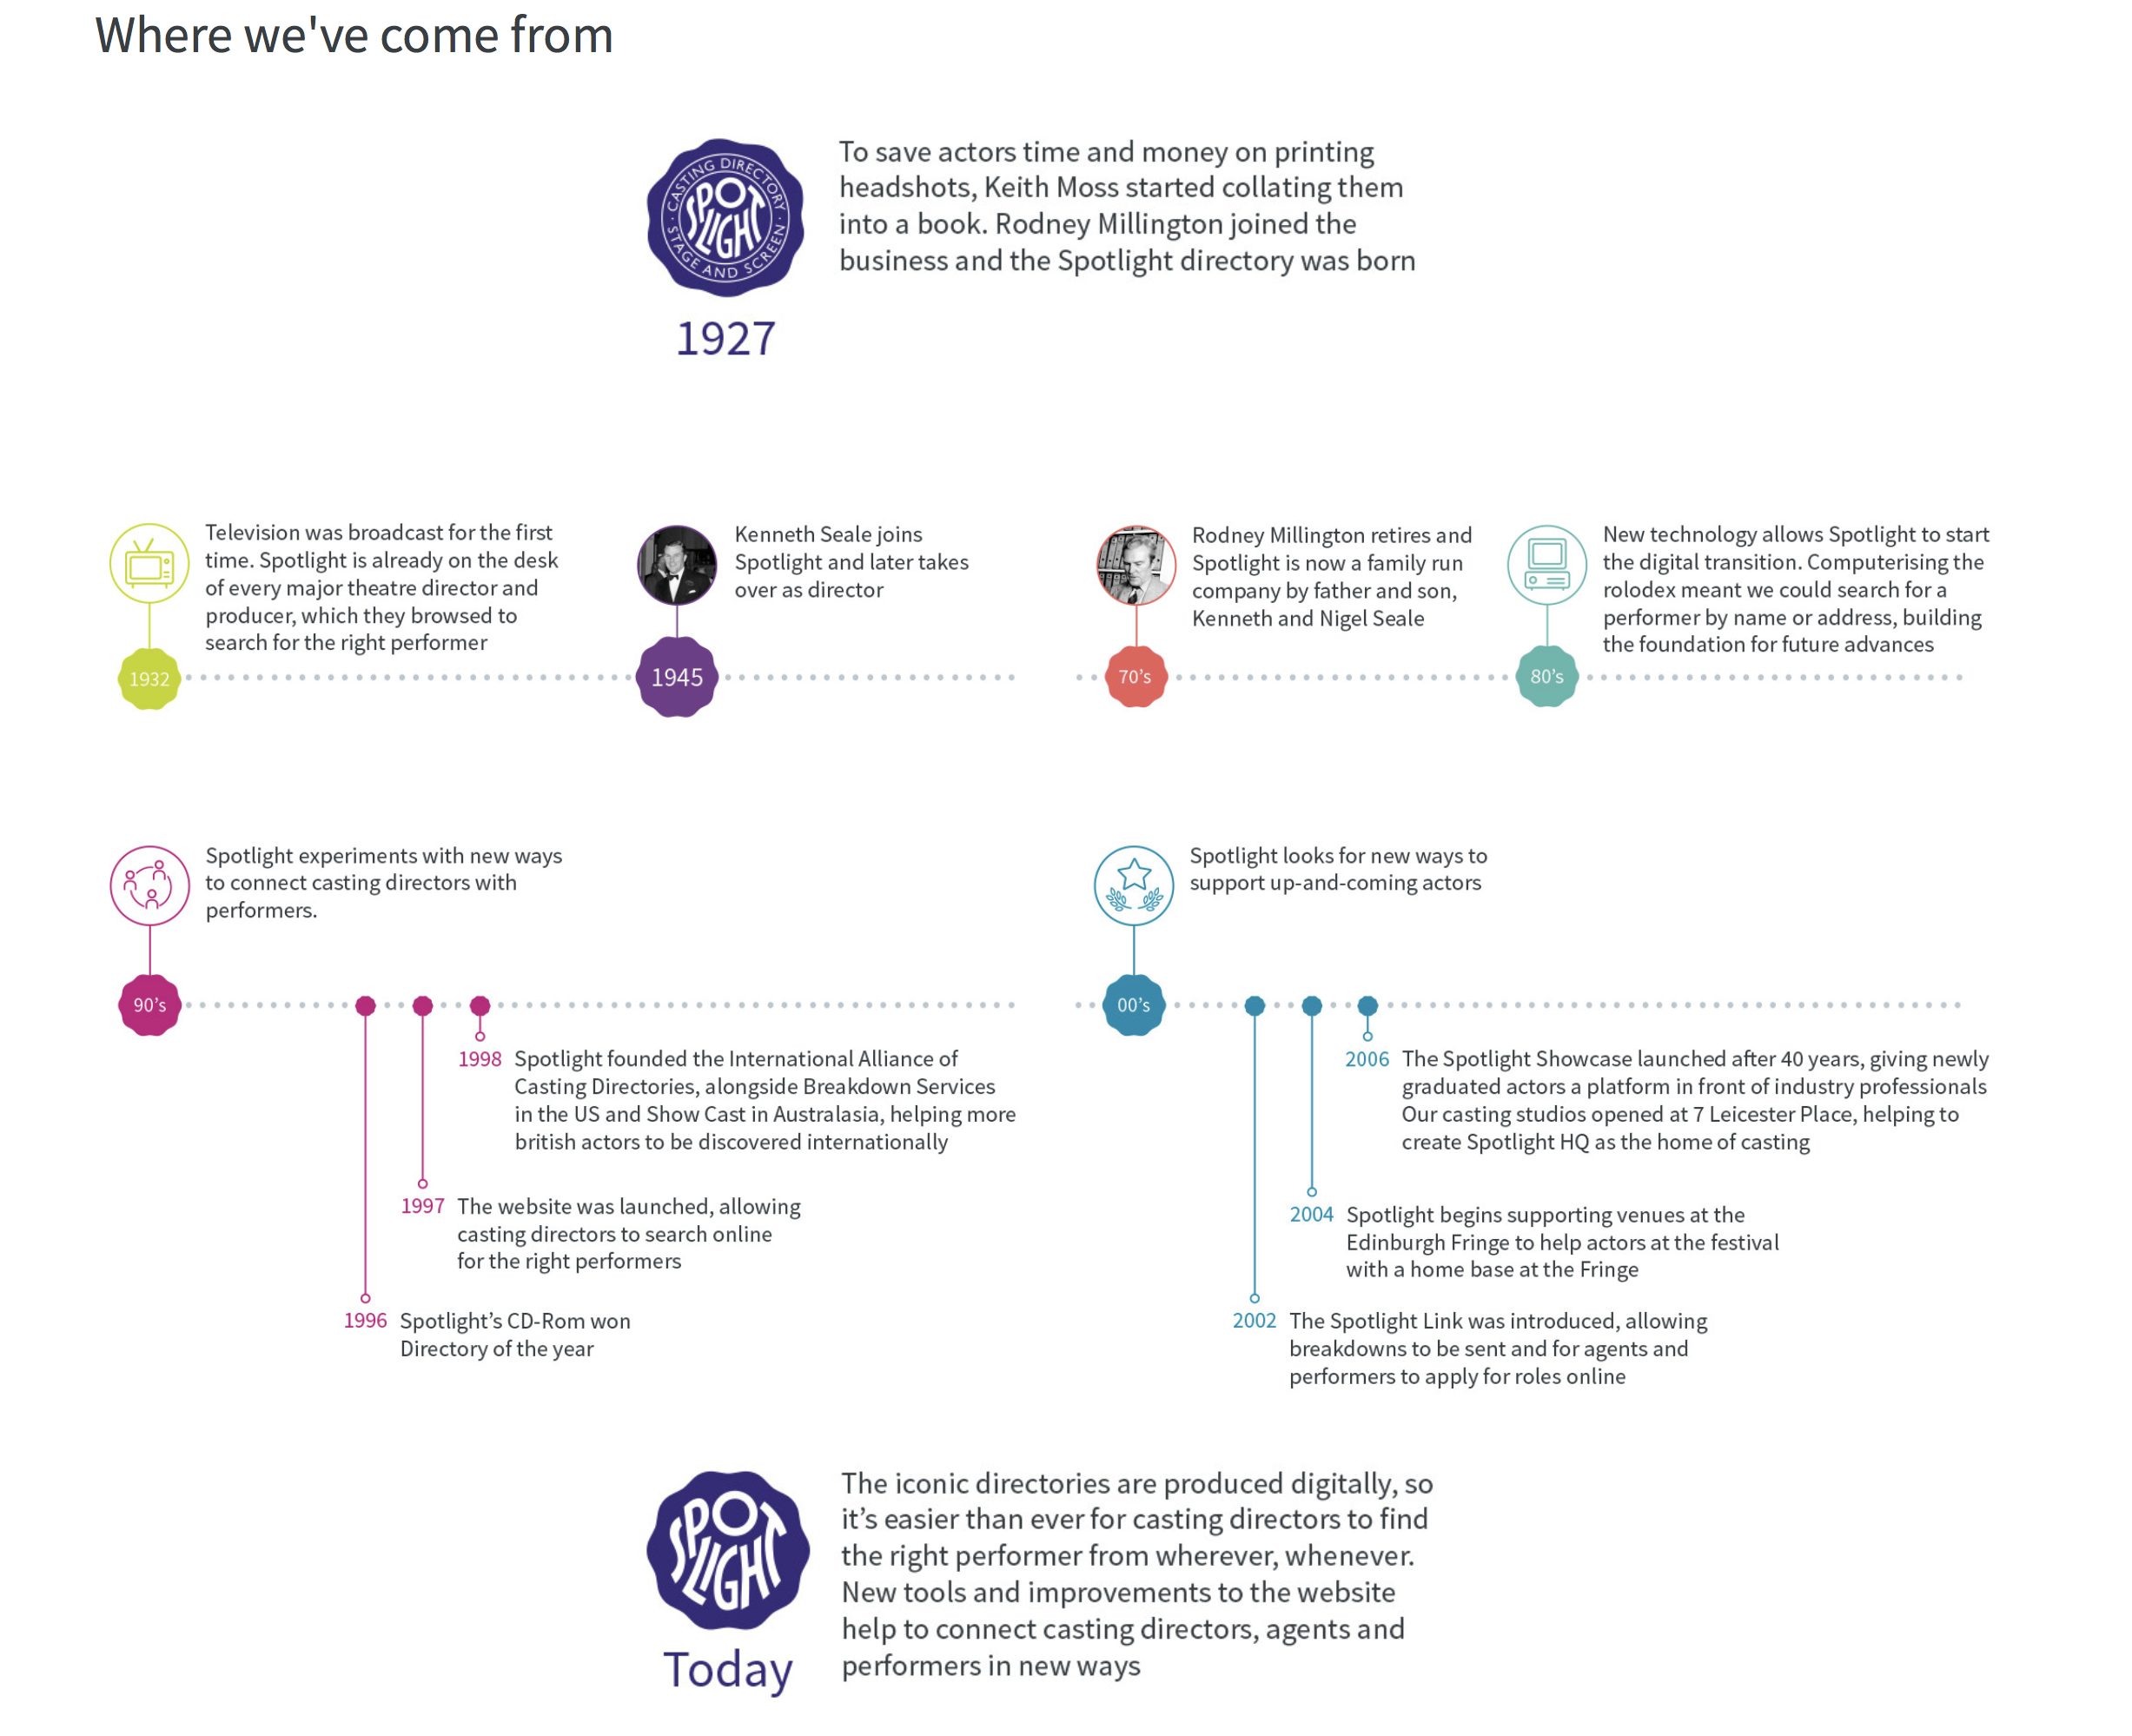 Where we've come from
CASTING DIRECTORY
SPOT
LIGHT
STAGE AND SCREEN
1927
To save actors time and money on printing
headshots, Keith Moss started collating them
into a book. Rodney Millington joined the
business and the Spotlight directory was born
Television was broadcast for the first
time. Spotlight is already on the desk
of every major theatre director and
producer, which they browsed to
search for the right performer
1932
Kenneth Seale joins
Spotlight and later takes
over as director
1945
Rodney Millington retires and
Spotlight is now a family run
company by father and son,
Kenneth and Nigel Seale
70's
New technology allows Spotlight to start
the digital transition. Computerising the
rolodex meant we could search for a
performer by name or address, building
the foundation for future advances
80's
Spotlight experiments with new ways
to connect casting directors with
performers.
90's
1998 Spotlight founded the International Alliance of
Casting Directories, alongside Breakdown Services
in the US and Show Cast in Australasia, helping more
british actors to be discovered internationally
1997 The website was launched, allowing
casting directors to search online
for the right performers
1996 Spotlight’s CD-Rom won
Directory of the year
Spotlight looks for new ways to
support up-and-coming actors
00's
2006 The Spotlight Showcase launched after 40 years, giving newly
graduated actors a platform in front of industry professionals
Our casting studios opened at 7 Leicester Place, helping to
create Spotlight HQ as the home of casting
2004 Spotlight begins supporting venues at the
Edinburgh Fringe to help actors at the festival
with a home base at the Fringe
2002 The Spotlight Link was introduced, allowing
breakdowns to be sent and for agents and
performers to apply for roles online
SPOT
LIGHT
Today
The iconic directories are produced digitally, so
it’s easier than ever for casting directors to find
the right performer from wherever, whenever.
New tools and improvements to the website
help to connect casting directors, agents and
performers in new ways